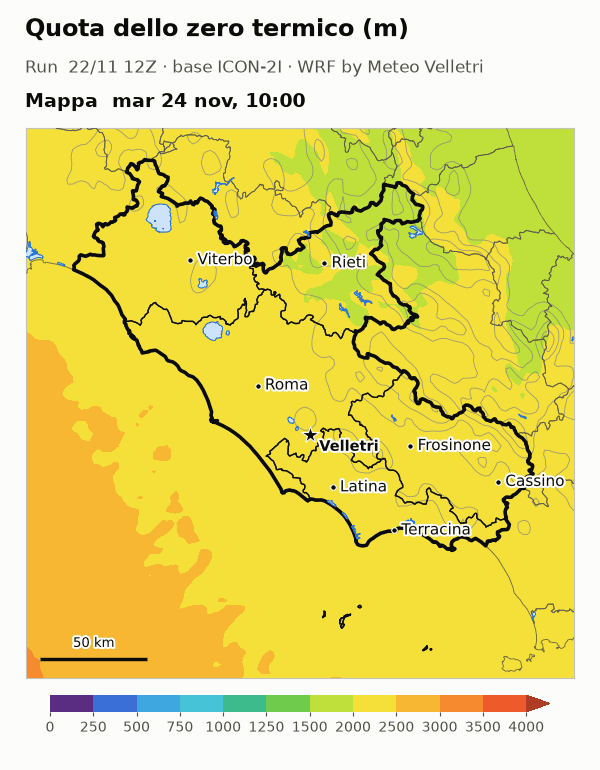 Quota dello zero termico (m)
Run 22/11 12Z · base ICON-2I · WRF by Meteo Velletri
Mappa mar 24 nov, 10:00
Viterbo
Rieti
Roma
Velletri
Frosinone
Latina
Cassino
Terracina
50 km
0 250 500 750 1000 1250 1500 2000 2500 3000 3500 4000